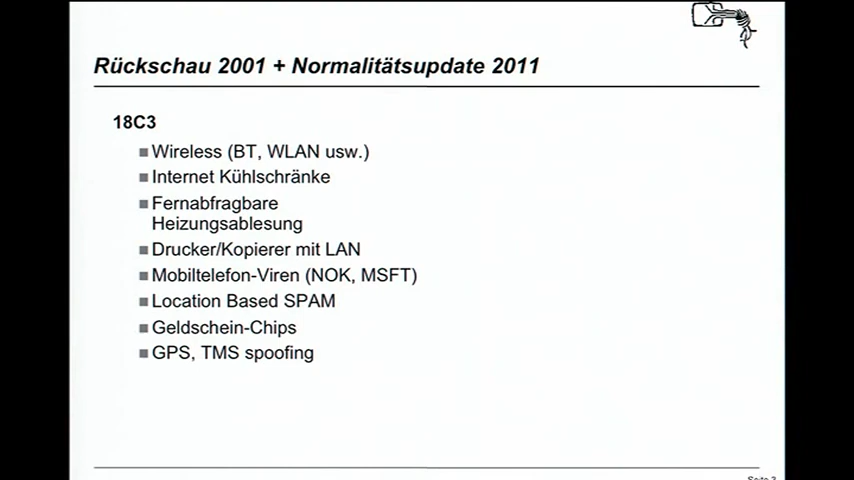 Rückschau 2001 + Normalitätsupdate 2011
18C3
Wireless (BT, WLAN usw.)
Internet Kühlschränke
Fernabfragbare
Heizungsablesung
Drucker/Kopierer mit LAN
Mobiltelefon-Viren (NOK, MSFT)
Location Based SPAM
Geldschein-Chips
GPS, TMS spoofing